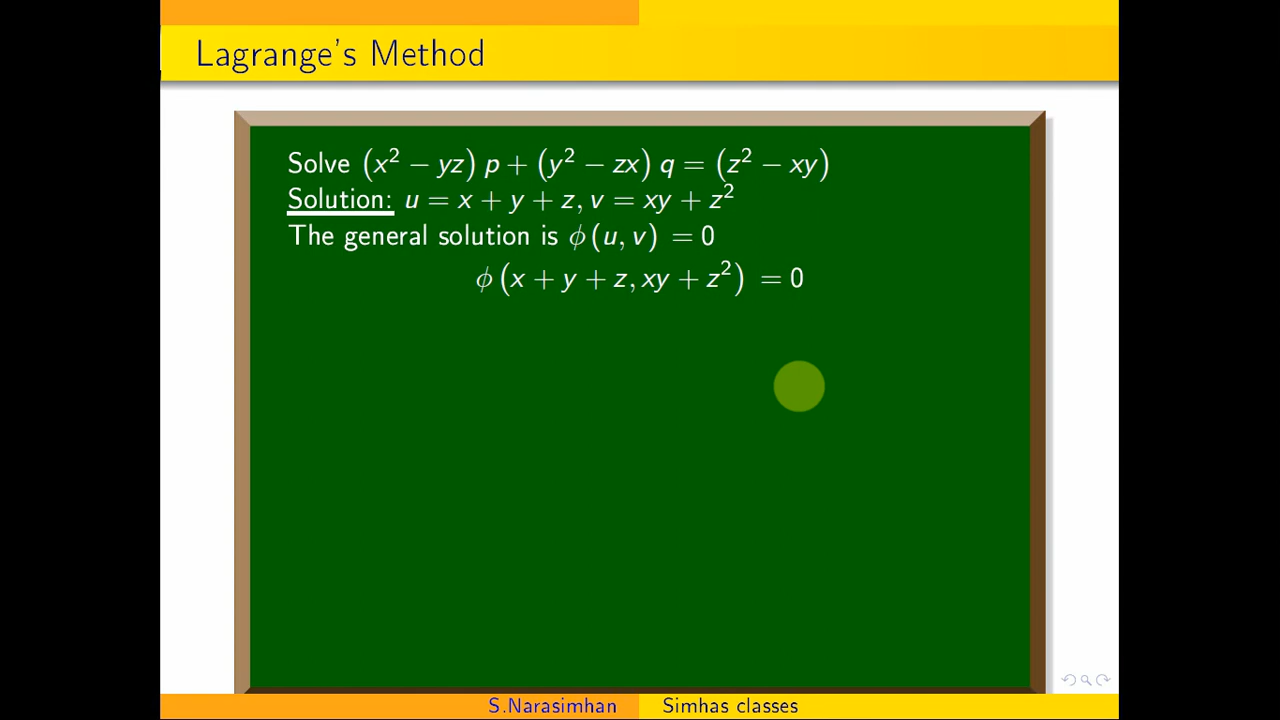 Lagrange's Method
Solve (x² − yz) p + (y² − zx) q = (z² − xy)
Solution: u = x + y + z, v = xy + z²
The general solution is ϕ (u, v) = 0
ϕ (x + y + z, xy + z²) = 0
S.Narasimhan
Simhas classes